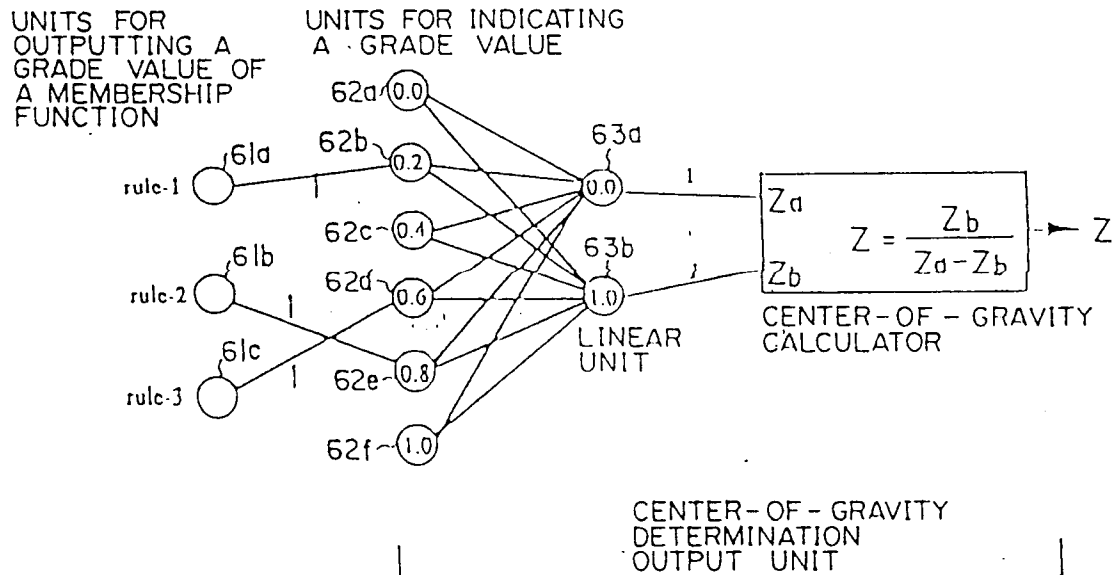 UNITS FOR
OUTPUTTING A
GRADE VALUE OF
A MEMBERSHIP
FUNCTION
UNITS FOR INDICATING
A GRADE VALUE
62a
0.0
62b
0.2
62c
0.4
62d
0.6
62e
0.8
62f
1.0
61a
rule-1
1
61b
rule-2
1
61c
rule-3
1
63a
0.0
1
63b
1.0
1
LINEAR
UNIT
Za
Zb
Z = Zb
Za-Zb
Z
CENTER-OF-GRAVITY
CALCULATOR
CENTER-OF-GRAVITY
DETERMINATION
OUTPUT UNIT